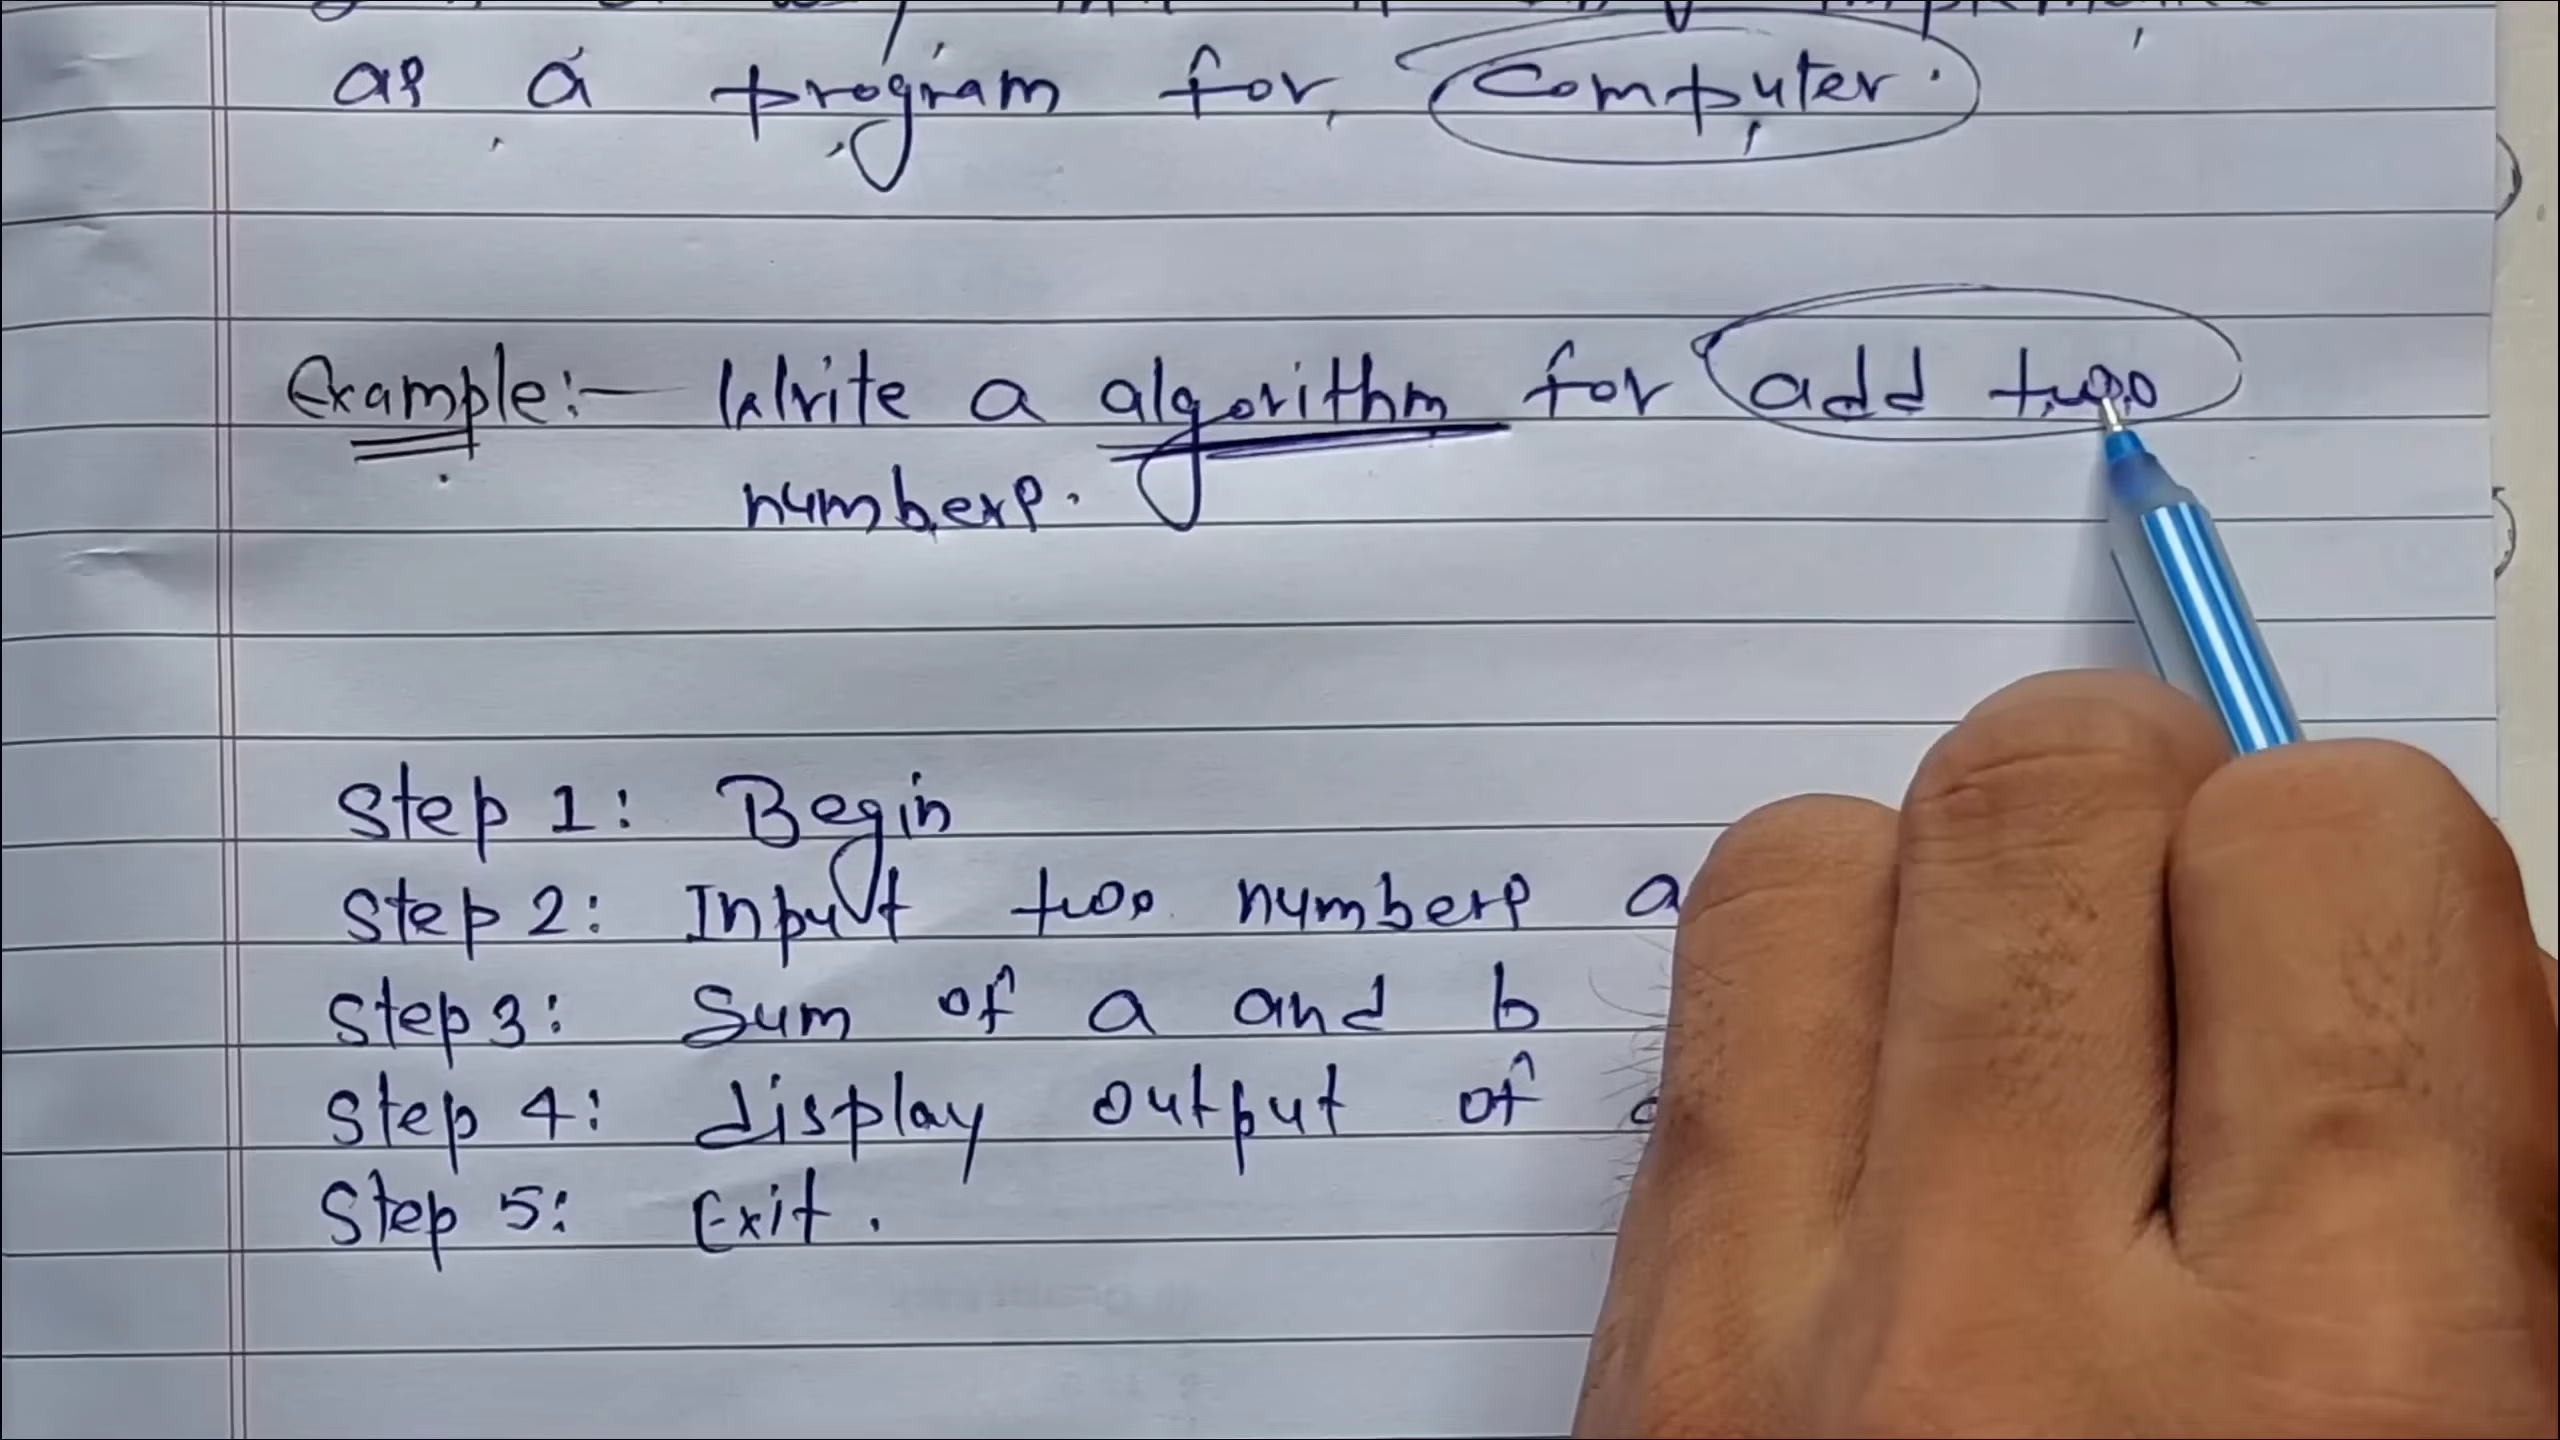 as a program for computer.
Example:- Write a algorithm for add two
numbers.
Step 1: Begin
Step 2: Input two numbers a
Step 3: Sum of a and b
Step 4: display output of
Step 5: Exit.